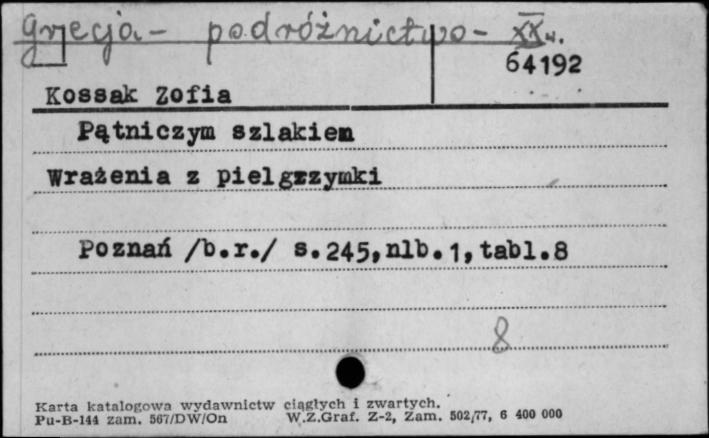 Grecja - podróżnictwo - XX w.
64192
Kossak Zofia
Pątniczym szlakiem
Wrażenia z pielgrzymki
Poznań /b.r./ s.245,nlb.1,tabl.8
8
Karta katalogowa wydawnictw ciągłych i zwartych.
Pu-B-144 zam. 567/DW/On W.Z.Graf. Z-2, Zam. 502/77, 6 400 000